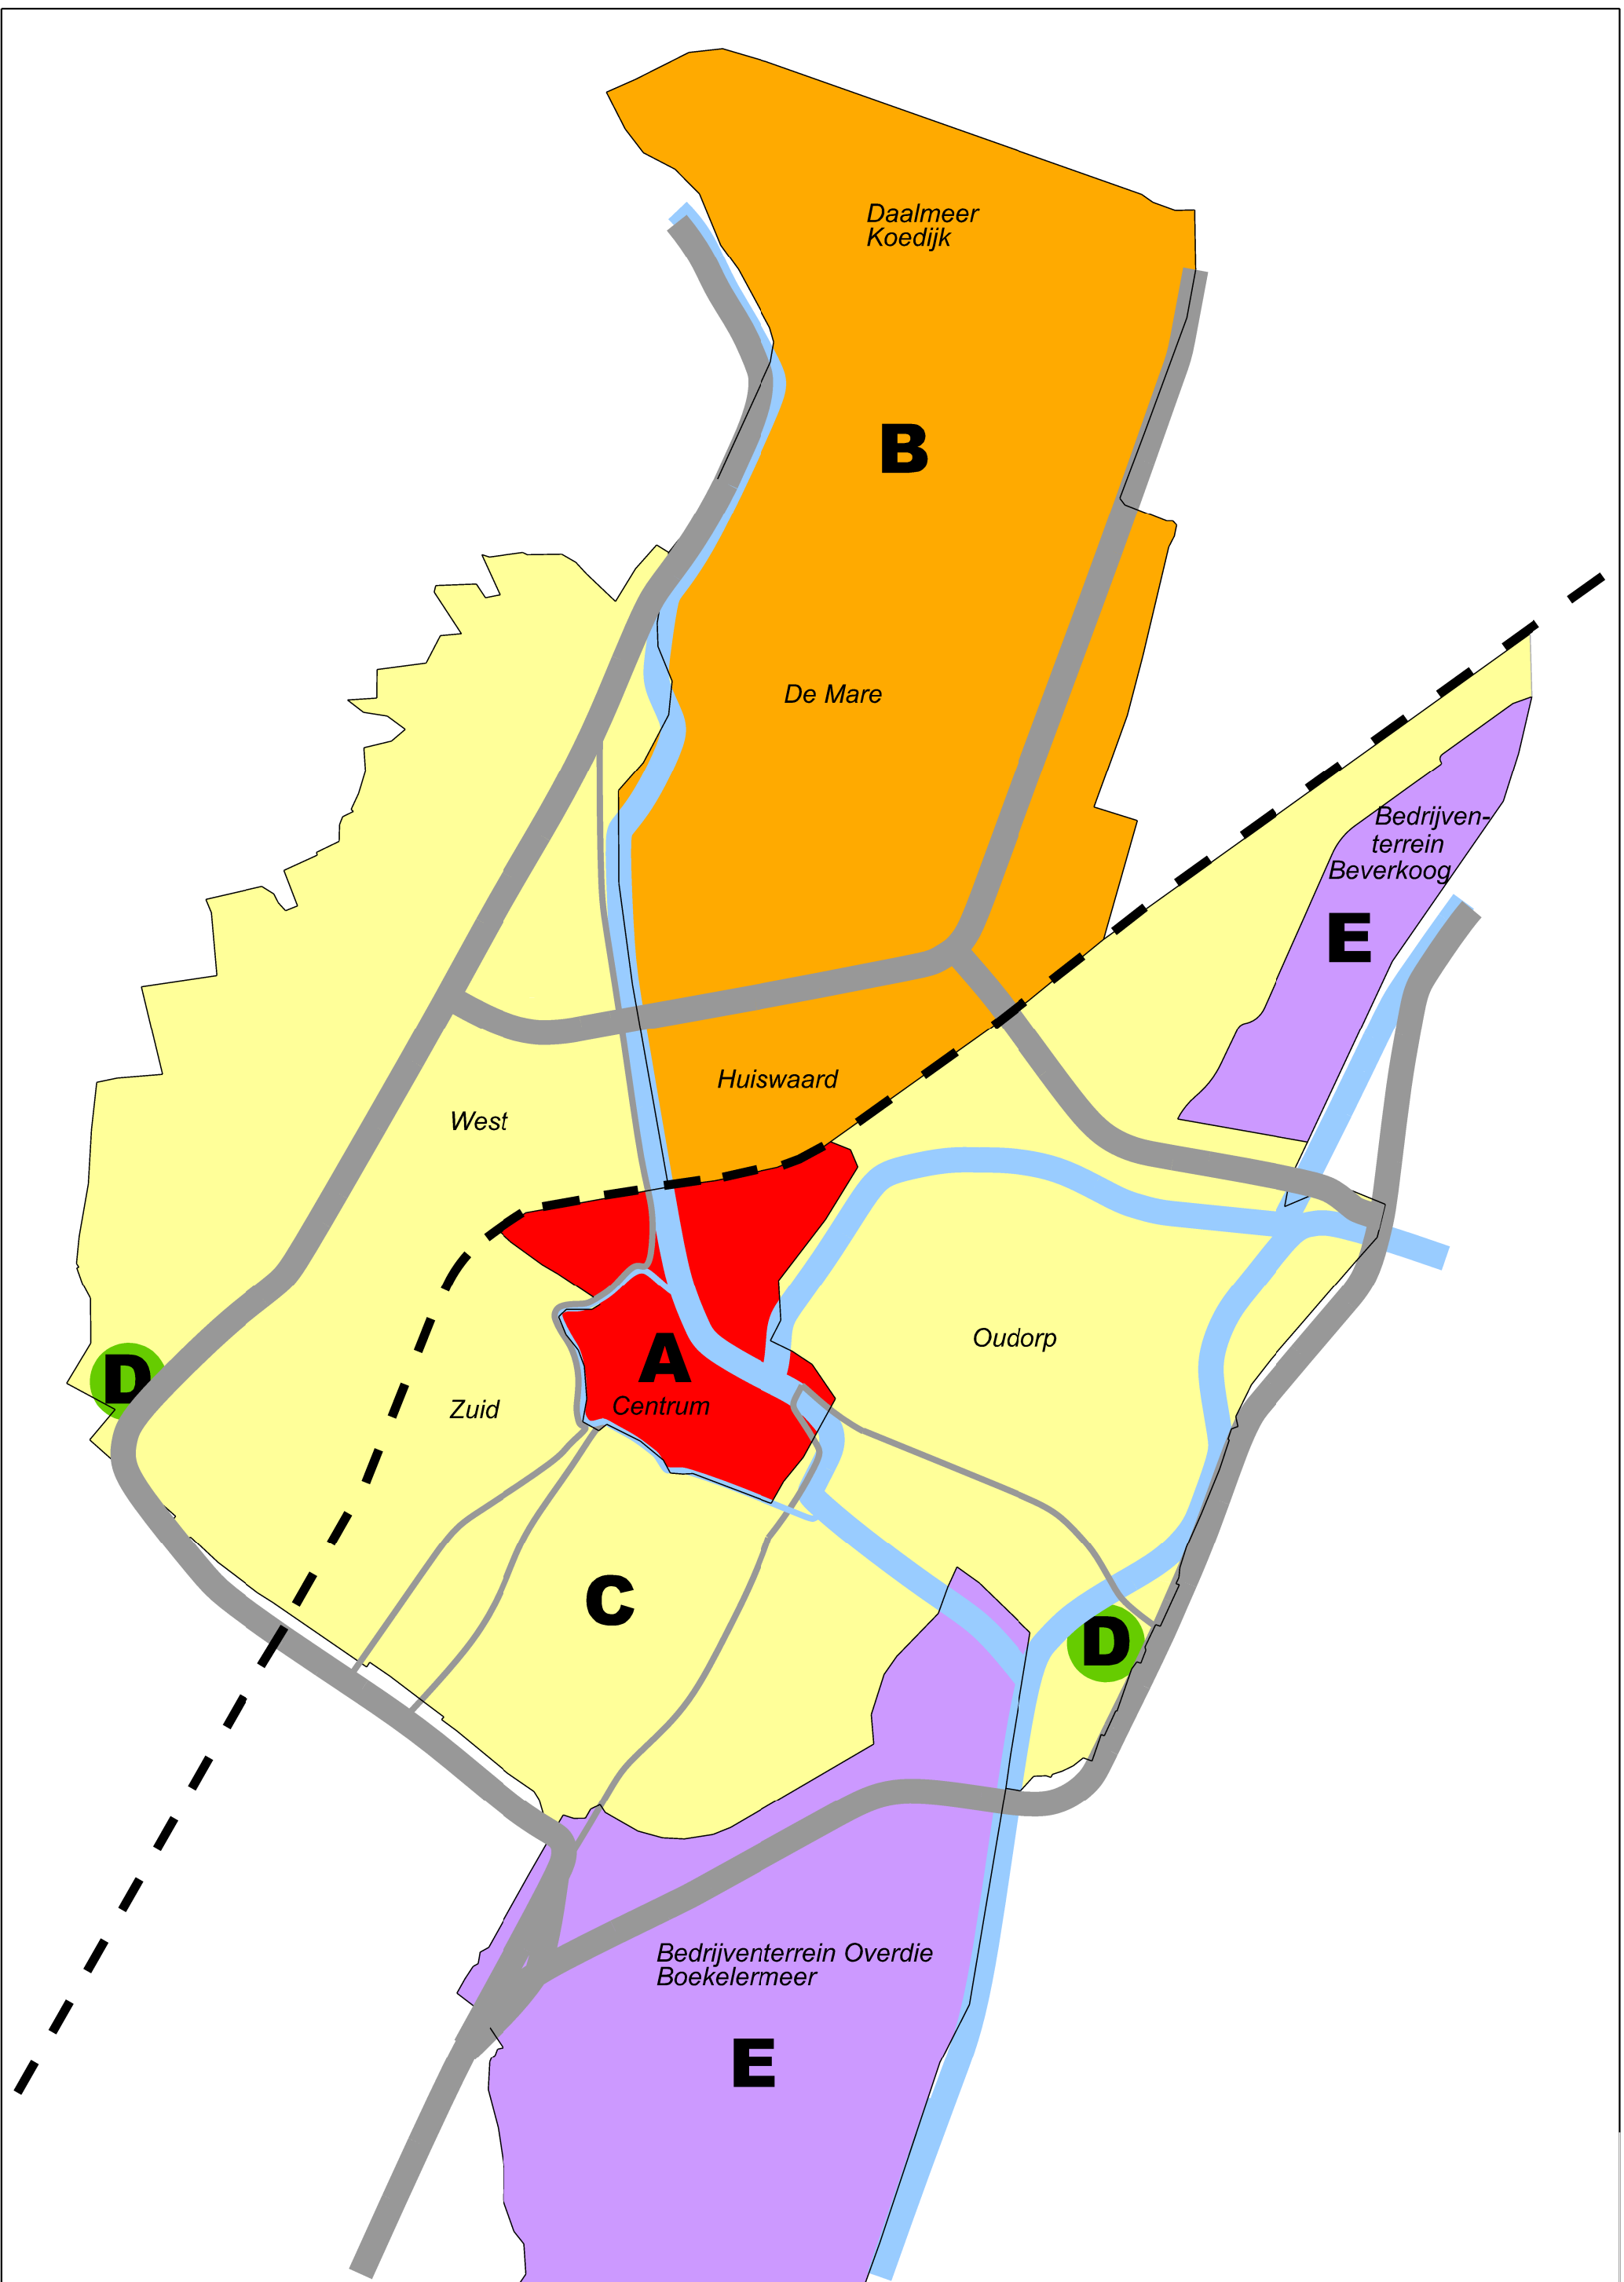 Daalmeer
Koedijk
B
De Mare
Bedrijven-
terrein
Beverkoog
E
Huiswaard
West
A
Centrum
Oudorp
D
Zuid
C
D
Bedrijventerrein Overdie
Boekelermeer
E